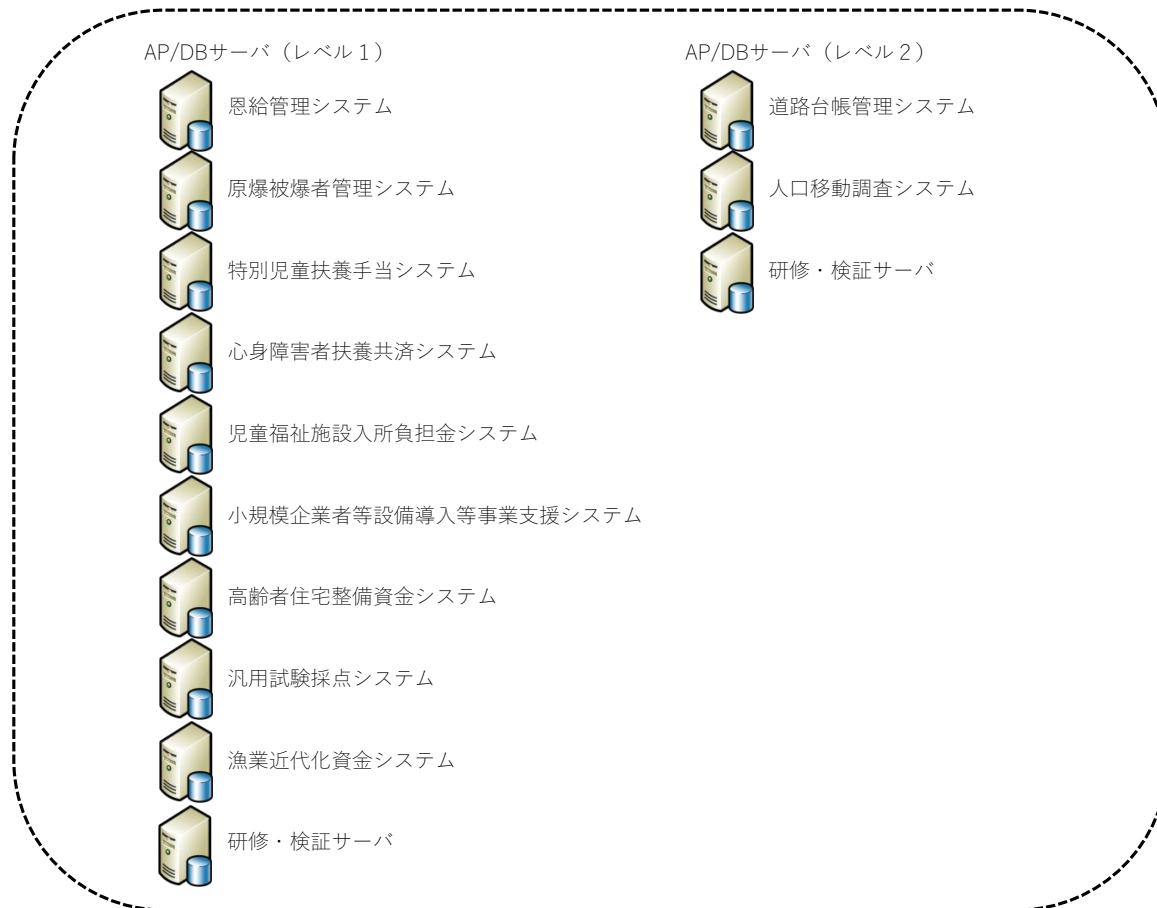 AP/DBサーバ（レベル１）
恩給管理システム
原爆被爆者管理システム
特別児童扶養手当システム
心身障害者扶養共済システム
児童福祉施設入所負担金システム
小規模企業者等設備導入等事業支援システム
高齢者住宅整備資金システム
汎用試験採点システム
漁業近代化資金システム
研修・検証サーバ
AP/DBサーバ（レベル２）
道路台帳管理システム
人口移動調査システム
研修・検証サーバ